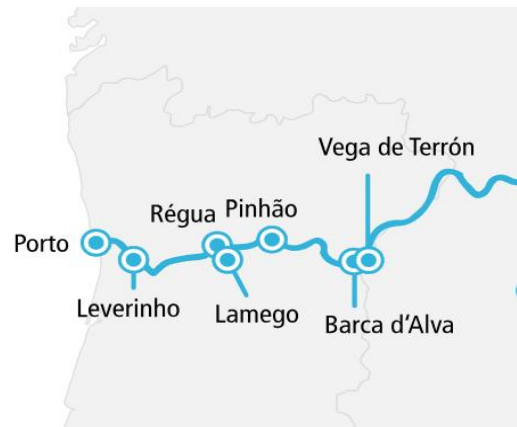 Vega de Terrón
Régua
Pinhão
Porto
Leverinho
Lamego
Barca d'Alva